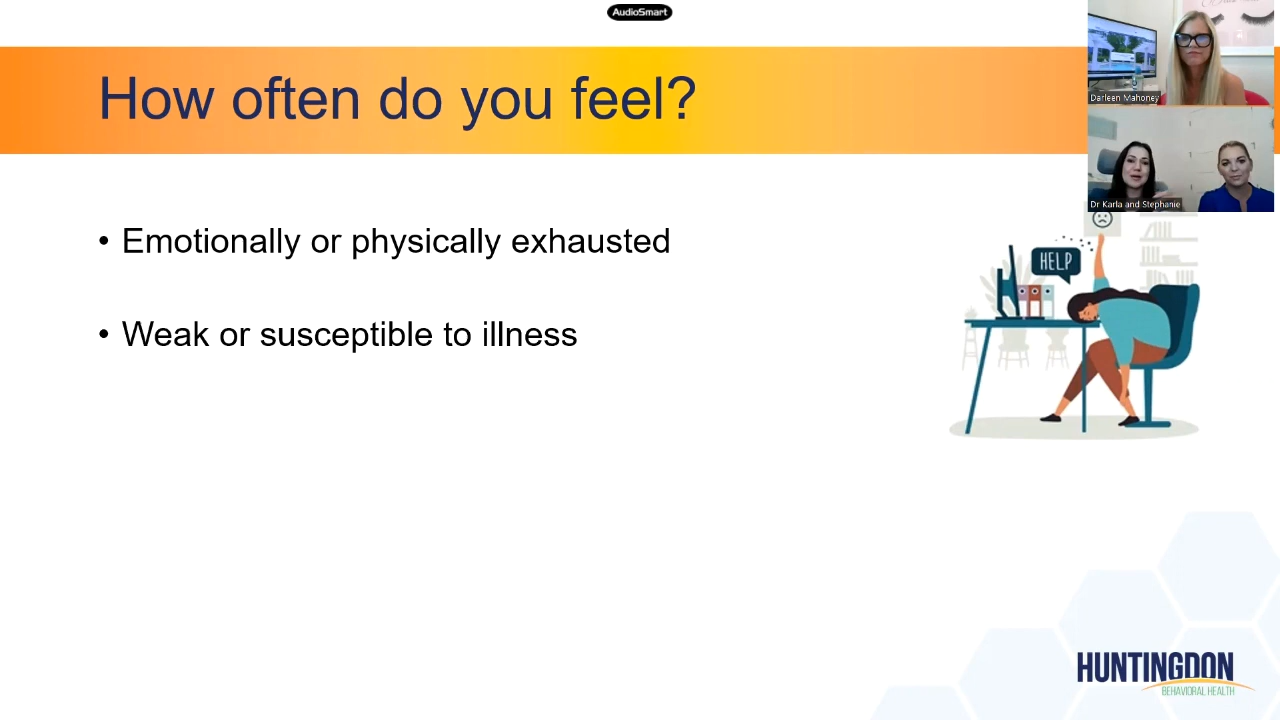 AudioSmart
How often do you feel?
Darleen Mahoney
Dr Karla and Stephanie
• Emotionally or physically exhausted
HELP
• Weak or susceptible to illness
HUNTINGDON
BEHAVIORAL HEALTH